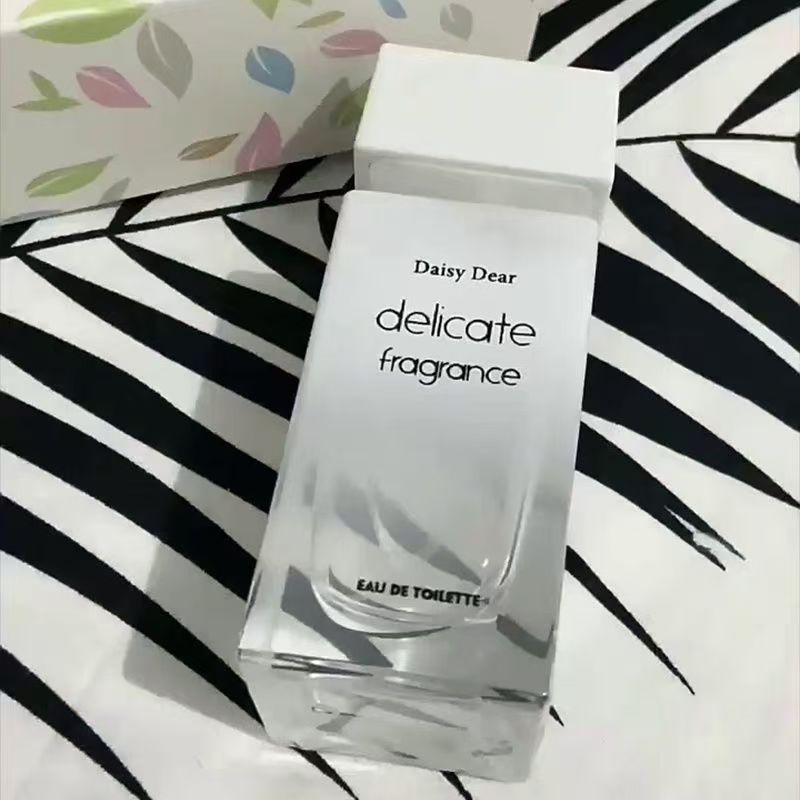 Daisy Dear
delicate
fragrance
EAU DE TOILETTE